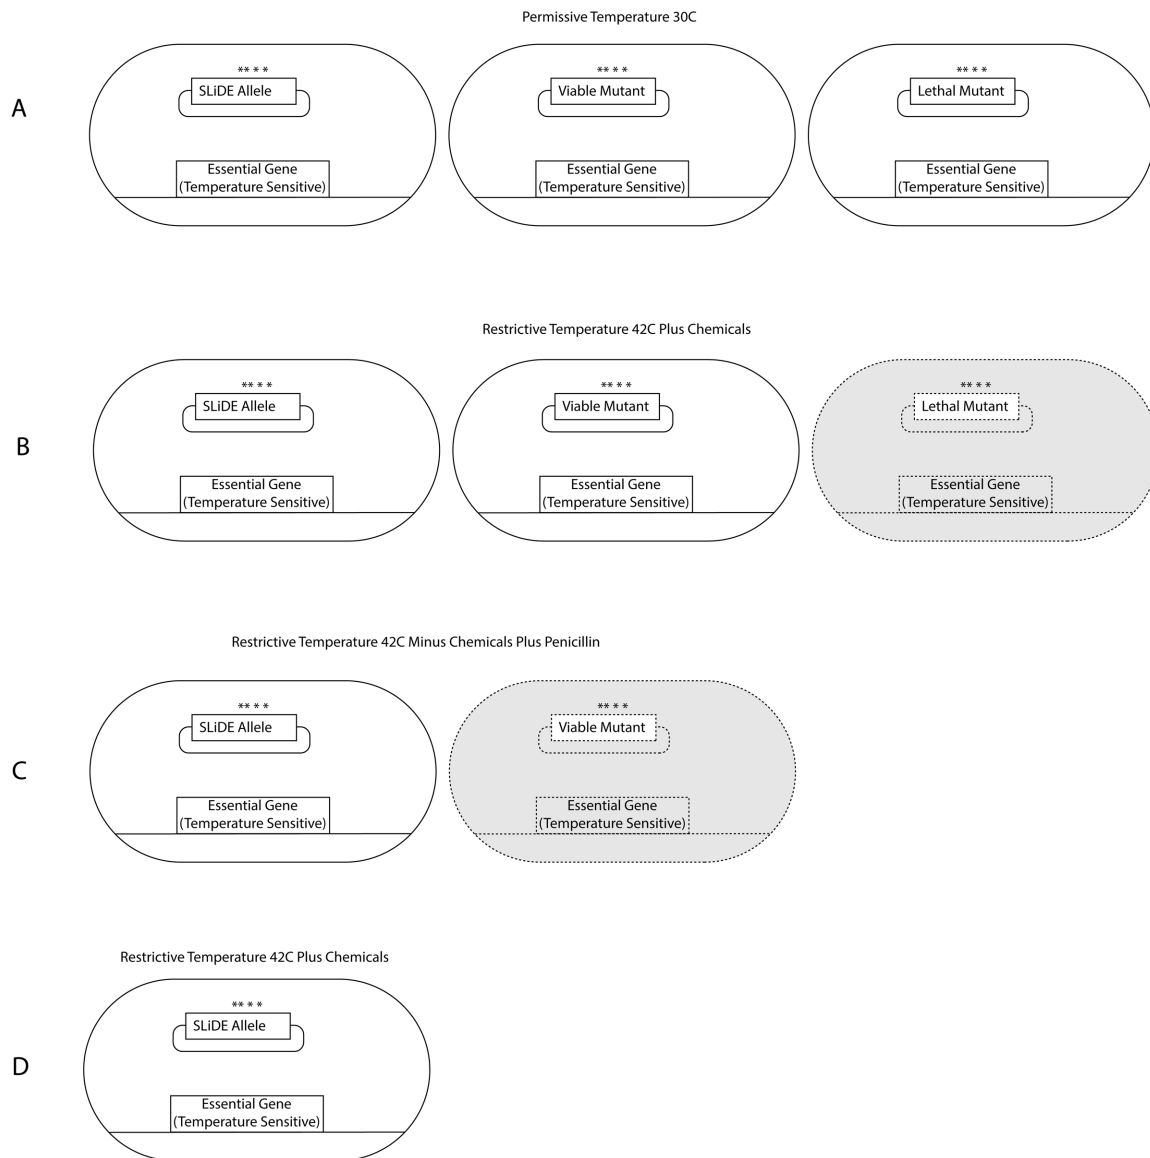 Permissive Temperature 30C
A
** * *
SLiDE Allele
Essential Gene
(Temperature Sensitive)
** * *
Viable Mutant
Essential Gene
(Temperature Sensitive)
** * *
Lethal Mutant
Essential Gene
(Temperature Sensitive)
Restrictive Temperature 42C Plus Chemicals
B
** * *
SLiDE Allele
Essential Gene
(Temperature Sensitive)
** * *
Viable Mutant
Essential Gene
(Temperature Sensitive)
** * *
Lethal Mutant
Essential Gene
(Temperature Sensitive)
Restrictive Temperature 42C Minus Chemicals Plus Penicillin
C
** * *
SLiDE Allele
Essential Gene
(Temperature Sensitive)
** * *
Viable Mutant
Essential Gene
(Temperature Sensitive)
Restrictive Temperature 42C Plus Chemicals
D
** * *
SLiDE Allele
Essential Gene
(Temperature Sensitive)